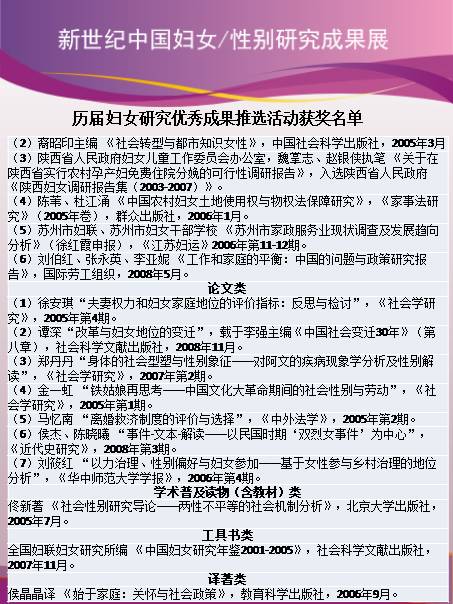 新世纪中国妇女/性别研究成果展
历届妇女研究优秀成果推选活动获奖名单
（2）裔昭印主编 《社会转型与都市知识女性》，中国社会科学出版社，2005年3月
（3）陕西省人民政府妇女儿童工作委员会办公室，魏掌志、赵银侠执笔 《关于在
陕西省实行农村孕产妇免费住院分娩的可行性调研报告》，入选陕西省人民政府
《陕西妇女调研报告集（2003-2007）》。
（4）陈苇、杜江涌 《中国农村妇女土地使用权与物权法保障研究》，《家事法研
究》（2005年卷），群众出版社，2006年1月。
（5）苏州市妇联、苏州市妇女干部学校 《苏州市家政服务业现状调查及发展趋向
分析》（徐红霞申报），《江苏妇运》2006年第11-12期。
（6）刘伯红、张永英、李亚妮 《工作和家庭的平衡：中国的问题与政策研究报
告》，国际劳工组织，2008年5月。
论文类
（1）徐安琪“夫妻权力和妇女家庭地位的评价指标：反思与检讨”，《社会学研
究》，2005年第4期。
（2）谭深“改革与妇女地位的变迁”，载于李强主编《中国社会变迁30年》（第
八章），社会科学文献出版社，2008年11月。
（3）郑丹丹“身体的社会型塑与性别象征——对阿文的疾病现象学分析及性别解
读”，《社会学研究》，2007年第2期。
（4）金一虹 “铁姑娘再思考——中国文化大革命期间的社会性别与劳动”，《社
会学研究》，2005年第1期。
（5）马忆南 “离婚救济制度的评价与选择”，《中外法学》，2005年第2期。
（6）侯杰、陈晓曦 “事件-文本-解读——以民国时期‘双烈女事件’为中心”，
《近代史研究》，2008年第3期。
（7）刘筱红 “以力治理、性别偏好与妇女参加——基于女性参与乡村治理的地位
分析”，《华中师范大学学报》，2006年第4期。
学术普及读物（含教材）类
佟新著 《社会性别研究导论——两性不平等的社会机制分析》，北京大学出版社，
2005年7月。
工具书类
全国妇联妇女研究所编 《中国妇女研究年鉴2001-2005》，社会科学文献出版社，
2007年11月。
译著类
侯晶晶译 《始于家庭：关怀与社会政策》，教育科学出版社，2006年9月。